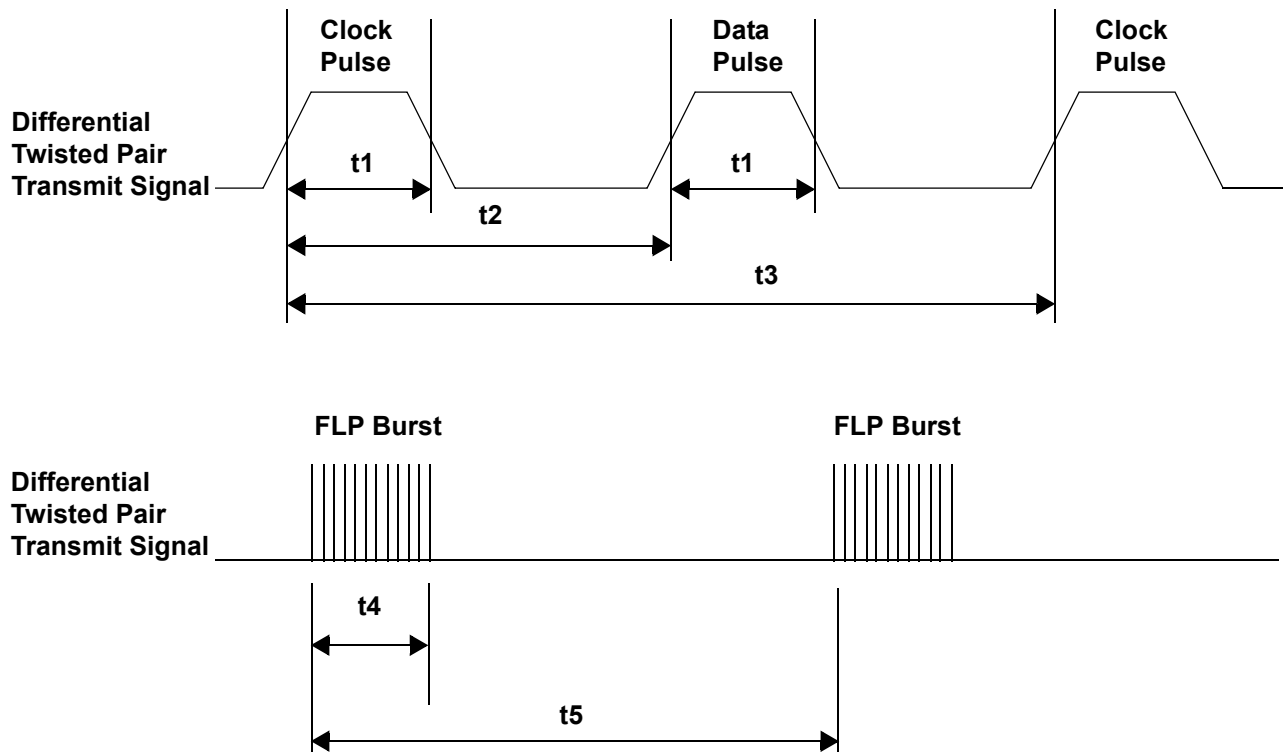 Clock
Pulse
Data
Pulse
Clock
Pulse
Differential
Twisted Pair
Transmit Signal
t1
t1
t2
t3
FLP Burst
FLP Burst
Differential
Twisted Pair
Transmit Signal
t4
t5